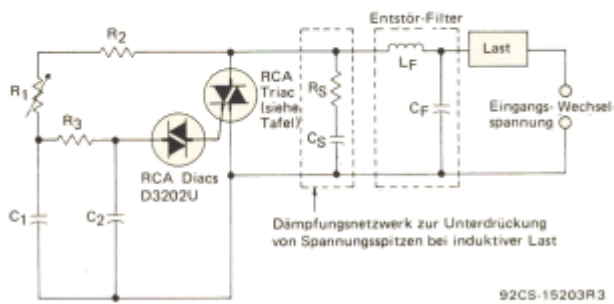 Entstör-Filter
R2
RCA
Triac
(siehe
Tafel)
R1
R3
RCA Diacs
D3202U
C1
C2
RS
CS
LF
CF
Last
Eingangs-Wechsel-
spannung
Dämpfungsnetzwerk zur Unterdrückung
von Spannungsspitzen bei induktiver Last
92CS-15203R3